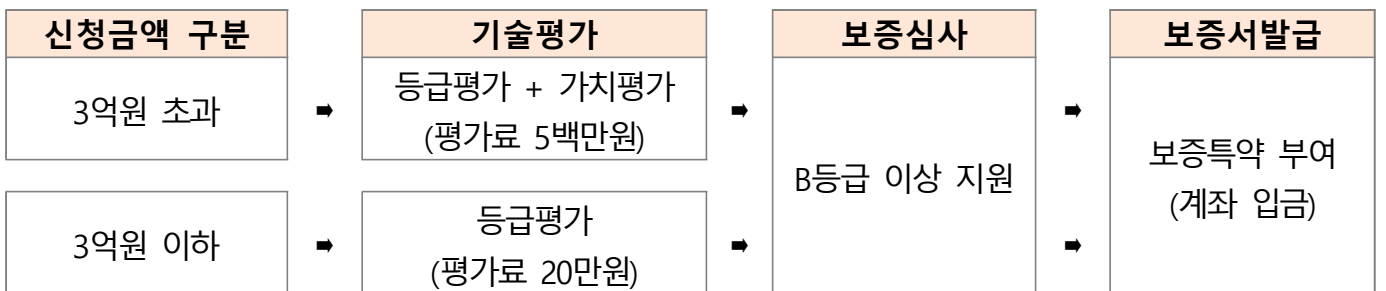 신청금액 구분
기술평가
보증심사
보증서발급
3억원 초과
➡
등급평가 + 가치평가
(평가료 5백만원)
➡
B등급 이상 지원
➡
보증특약 부여
(계좌 입금)
3억원 이하
➡
등급평가
(평가료 20만원)
➡
➡